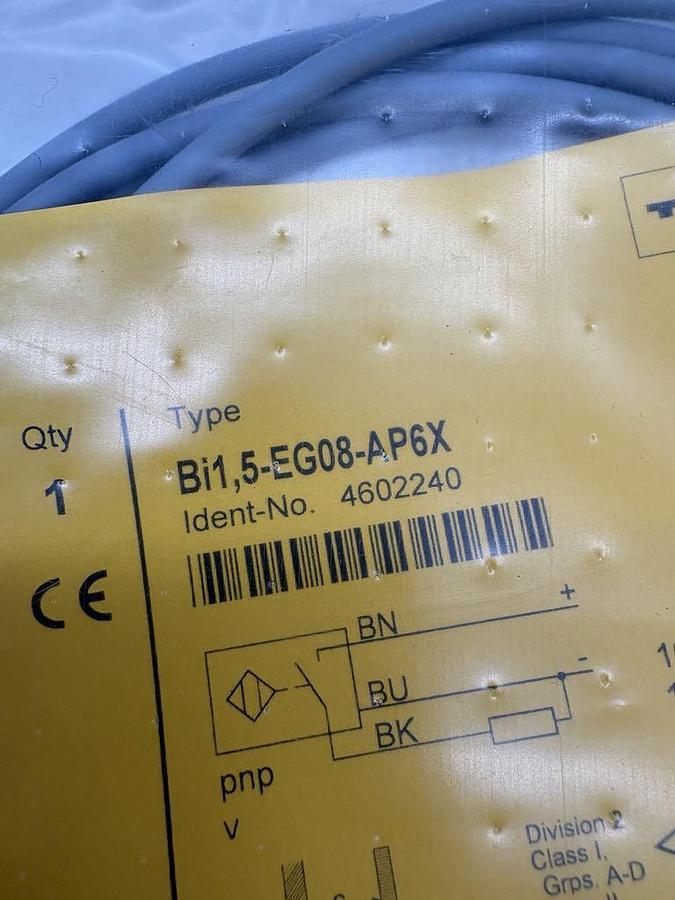 Qty
1
Type
Bi1,5-EG08-AP6X
Ident-No. 4602240
CE
BN
+
BU
-
BK
pnp
v
Division 2
Class I,
Grps. A-D